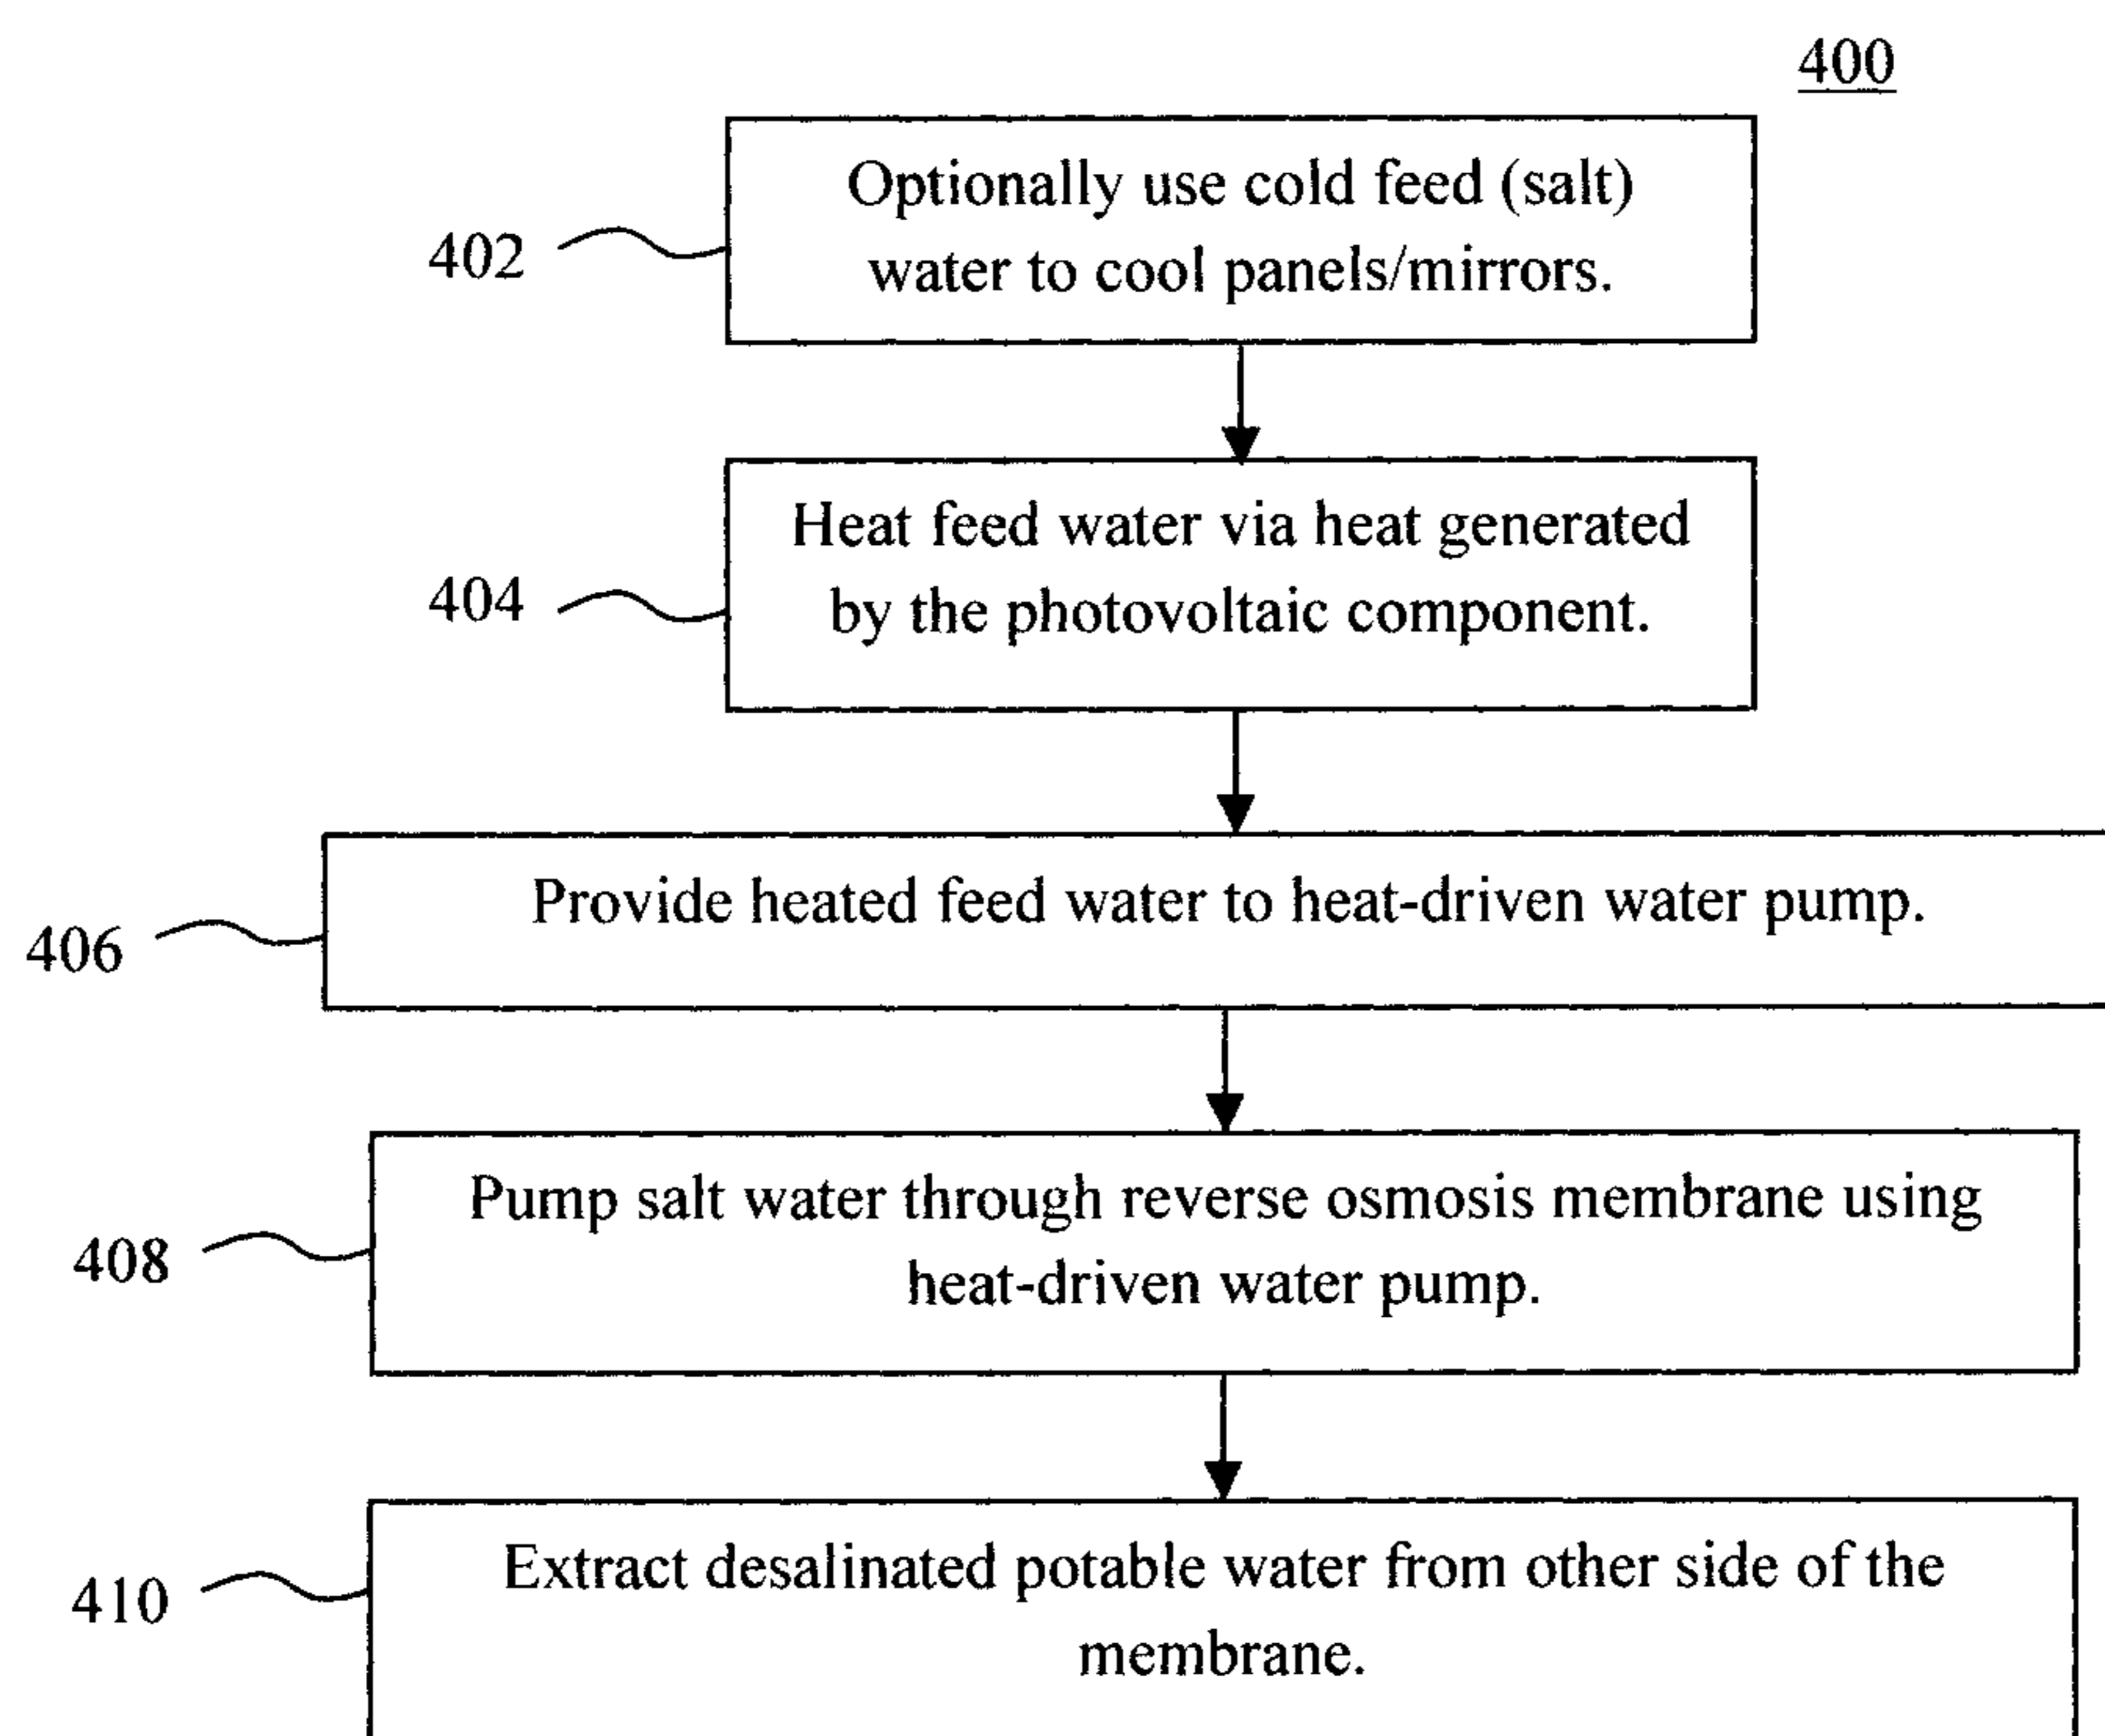 400
Optionally use cold feed (salt)
water to cool panels/mirrors.
402
Heat feed water via heat generated
by the photovoltaic component.
404
Provide heated feed water to heat-driven water pump.
406
Pump salt water through reverse osmosis membrane using
heat-driven water pump.
408
Extract desalinated potable water from other side of the
membrane.
410